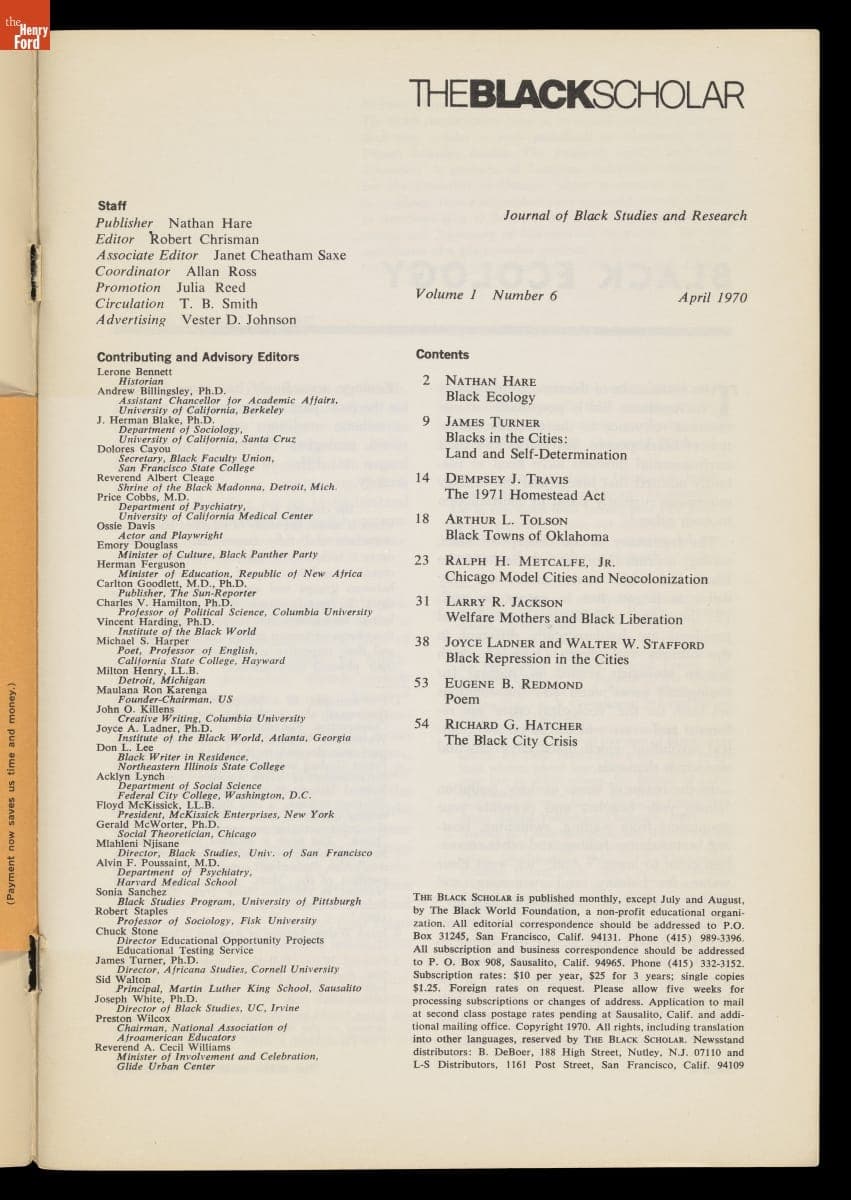 the
Henry
Ford
THEBLACKSCHOLAR
Staff
Publisher Nathan Hare
Editor Robert Chrisman
Associate Editor Janet Cheatham Saxe
Coordinator Allan Ross
Promotion Julia Reed
Circulation T. B. Smith
Advertising Vester D. Johnson
Journal of Black Studies and Research
Volume 1 Number 6 April 1970
Contributing and Advisory Editors
Lerone Bennett
Historian
Andrew Billingsley, Ph.D.
Assistant Chancellor for Academic Affairs,
University of California, Berkeley
J. Herman Blake, Ph.D.
Department of Sociology,
University of California, Santa Cruz
Dolores Cayou
Secretary, Black Faculty Union,
San Francisco State College
Reverend Albert Cleage
Shrine of the Black Madonna, Detroit, Mich.
Price Cobbs, M.D.
Department of Psychiatry,
University of California Medical Center
Ossie Davis
Actor and Playwright
Emory Douglass
Minister of Culture, Black Panther Party
Herman Ferguson
Minister of Education, Republic of New Africa
Carlton Goodlett, M.D., Ph.D.
Publisher, The Sun-Reporter
Charles V. Hamilton, Ph.D.
Professor of Political Science, Columbia University
Vincent Harding, Ph.D.
Institute of the Black World
Michael S. Harper
Poet, Professor of English,
California State College, Hayward
Milton Henry, LL.B.
Detroit, Michigan
Maulana Ron Karenga
Founder-Chairman, US
John O. Killens
Creative Writing, Columbia University
Joyce A. Ladner, Ph.D.
Institute of the Black World, Atlanta, Georgia
Don L. Lee
Black Writer in Residence,
Northeastern Illinois State College
Acklyn Lynch
Department of Social Science
Federal City College, Washington, D.C.
Floyd McKissick, LL.B.
President, McKissick Enterprises, New York
Gerald McWorter, Ph.D.
Social Theoretician, Chicago
Mlahleni Njisane
Director, Black Studies, Univ. of San Francisco
Alvin F. Poussaint, M.D.
Department of Psychiatry,
Harvard Medical School
Sonia Sanchez
Black Studies Program, University of Pittsburgh
Robert Staples
Professor of Sociology, Fisk University
Chuck Stone
Director Educational Opportunity Projects
Educational Testing Service
James Turner, Ph.D.
Director, Africana Studies, Cornell University
Sid Walton
Principal, Martin Luther King School, Sausalito
Joseph White, Ph.D.
Director of Black Studies, UC, Irvine
Preston Wilcox
Chairman, National Association of
Afroamerican Educators
Reverend A. Cecil Williams
Minister of Involvement and Celebration,
Glide Urban Center
Contents
2 NATHAN HARE
Black Ecology
9 JAMES TURNER
Blacks in the Cities:
Land and Self-Determination
14 DEMPSEY J. TRAVIS
The 1971 Homestead Act
18 ARTHUR L. TOLSON
Black Towns of Oklahoma
23 RALPH H. METCALFE, JR.
Chicago Model Cities and Neocolonization
31 LARRY R. JACKSON
Welfare Mothers and Black Liberation
38 JOYCE LADNER and WALTER W. STAFFORD
Black Repression in the Cities
53 EUGENE B. REDMOND
Poem
54 RICHARD G. HATCHER
The Black City Crisis
THE BLACK SCHOLAR is published monthly, except July and August,
by The Black World Foundation, a non-profit educational organi-
zation. All editorial correspondence should be addressed to P.O.
Box 31245, San Francisco, Calif. 94131. Phone (415) 989-3396.
All subscription and business correspondence should be addressed
to P. O. Box 908, Sausalito, Calif. 94965. Phone (415) 332-3152.
Subscription rates: $10 per year, $25 for 3 years; single copies
$1.25. Foreign rates on request. Please allow five weeks for
processing subscriptions or changes of address. Application to mail
at second class postage rates pending at Sausalito, Calif. and addi-
tional mailing office. Copyright 1970. All rights, including translation
into other languages, reserved by THE BLACK SCHOLAR. Newsstand
distributors: B. DeBoer, 188 High Street, Nutley, N.J. 07110 and
L-S Distributors, 1161 Post Street, San Francisco, Calif. 94109
(Payment now saves us time and money.)